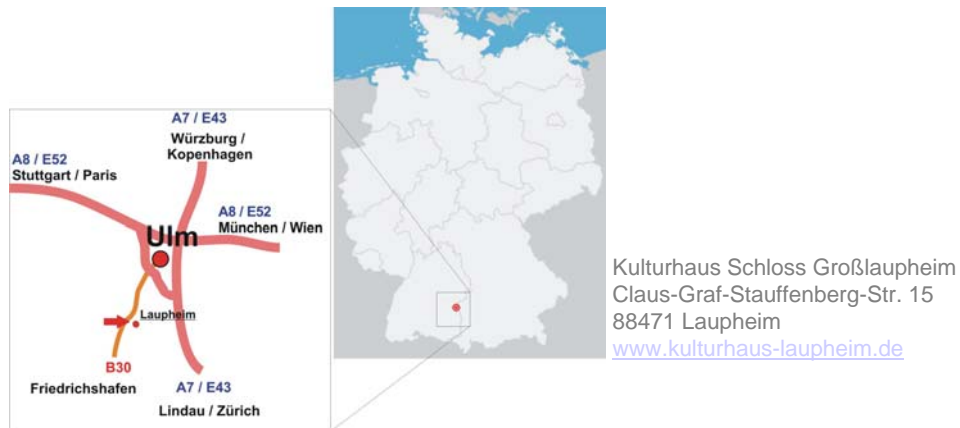 A7 / E43
Würzburg /
Kopenhagen
A8 / E52
Stuttgart / Paris
A8 / E52
München / Wien
Ulm
Laupheim
B30
Friedrichshafen
A7 / E43
Lindau / Zürich
Kulturhaus Schloss Großlaupheim
Claus-Graf-Stauffenberg-Str. 15
88471 Laupheim
www.kulturhaus-laupheim.de